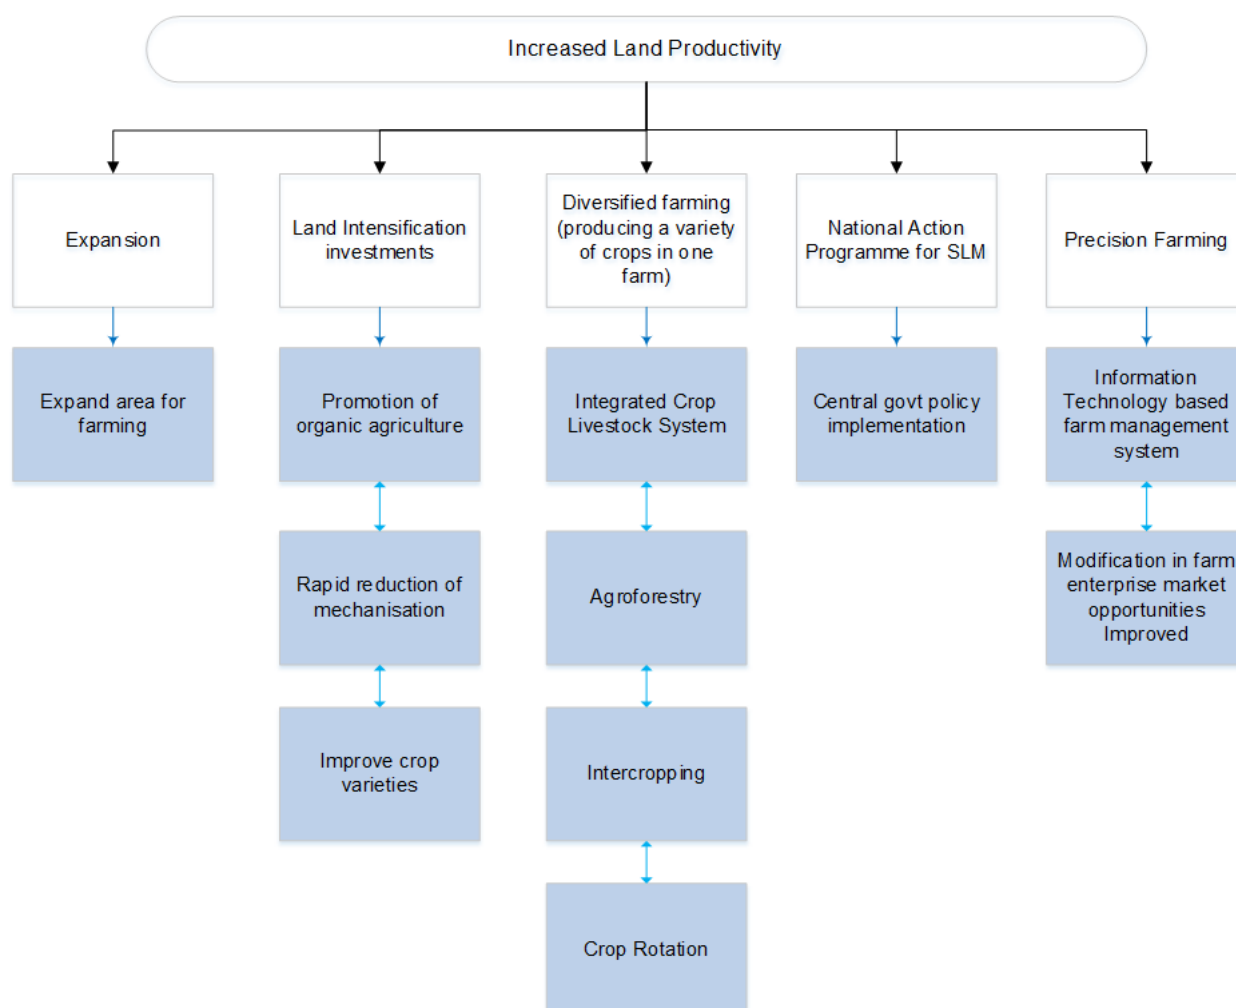 Increased Land Productivity
Expansion
Land Intensification
investments
Diversified farming
(producing a variety
of crops in one
farm)
National Action
Programme for SLM
Precision Farming
Expand area for
farming
Promotion of
organic agriculture
Integrated Crop
Livestock System
Central govt policy
implementation
Information
Technology based
farm management
system
Rapid reduction of
mechanisation
Agroforestry
Modification in farm
enterprise market
opportunities
Improved
Improve crop
varieties
Intercropping
Crop Rotation